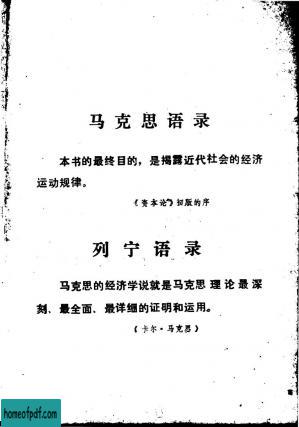 马克思语录
本书的最终目的，是揭露近代社会的经济
运动规律。
《资本论》初版的序
列宁语录
马克思的经济学说就是马克思理论最深
刻、最全面、最详细的证明和运用。
（卡尔·马克思）
homeofpdf.com
homeofpdf.com